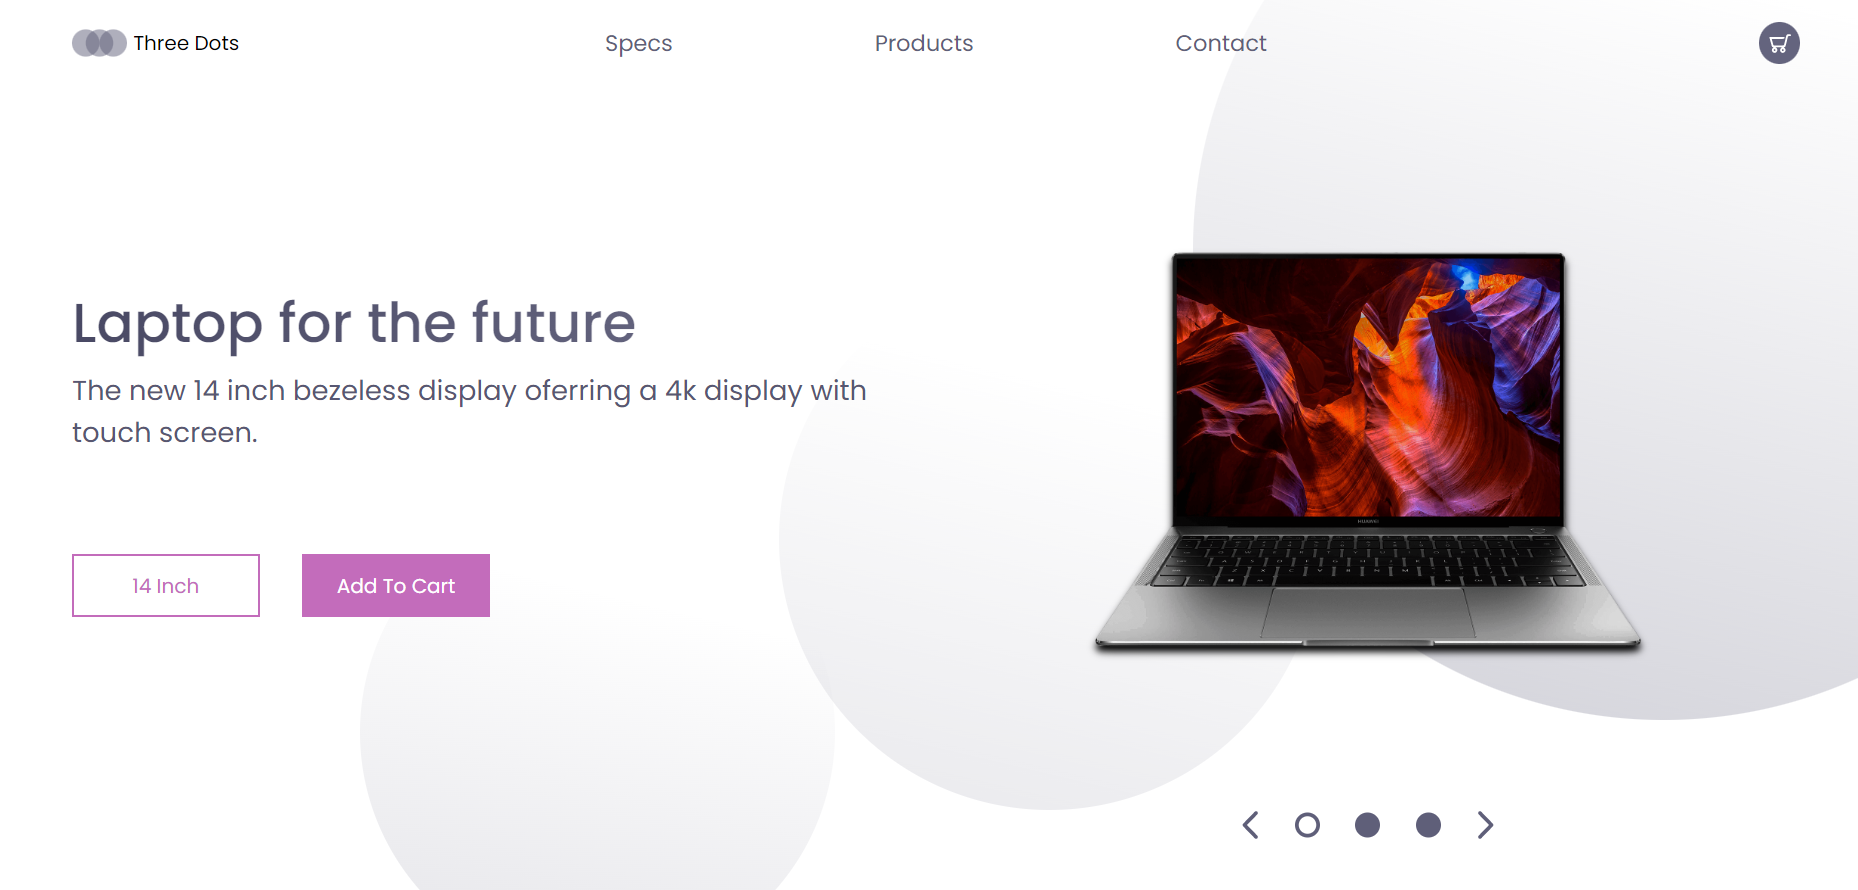 Three Dots
Specs
Products
Contact
Laptop for the future
The new 14 inch bezeless display oferring a 4k display with
touch screen.
14 Inch
Add To Cart
HUAWEI